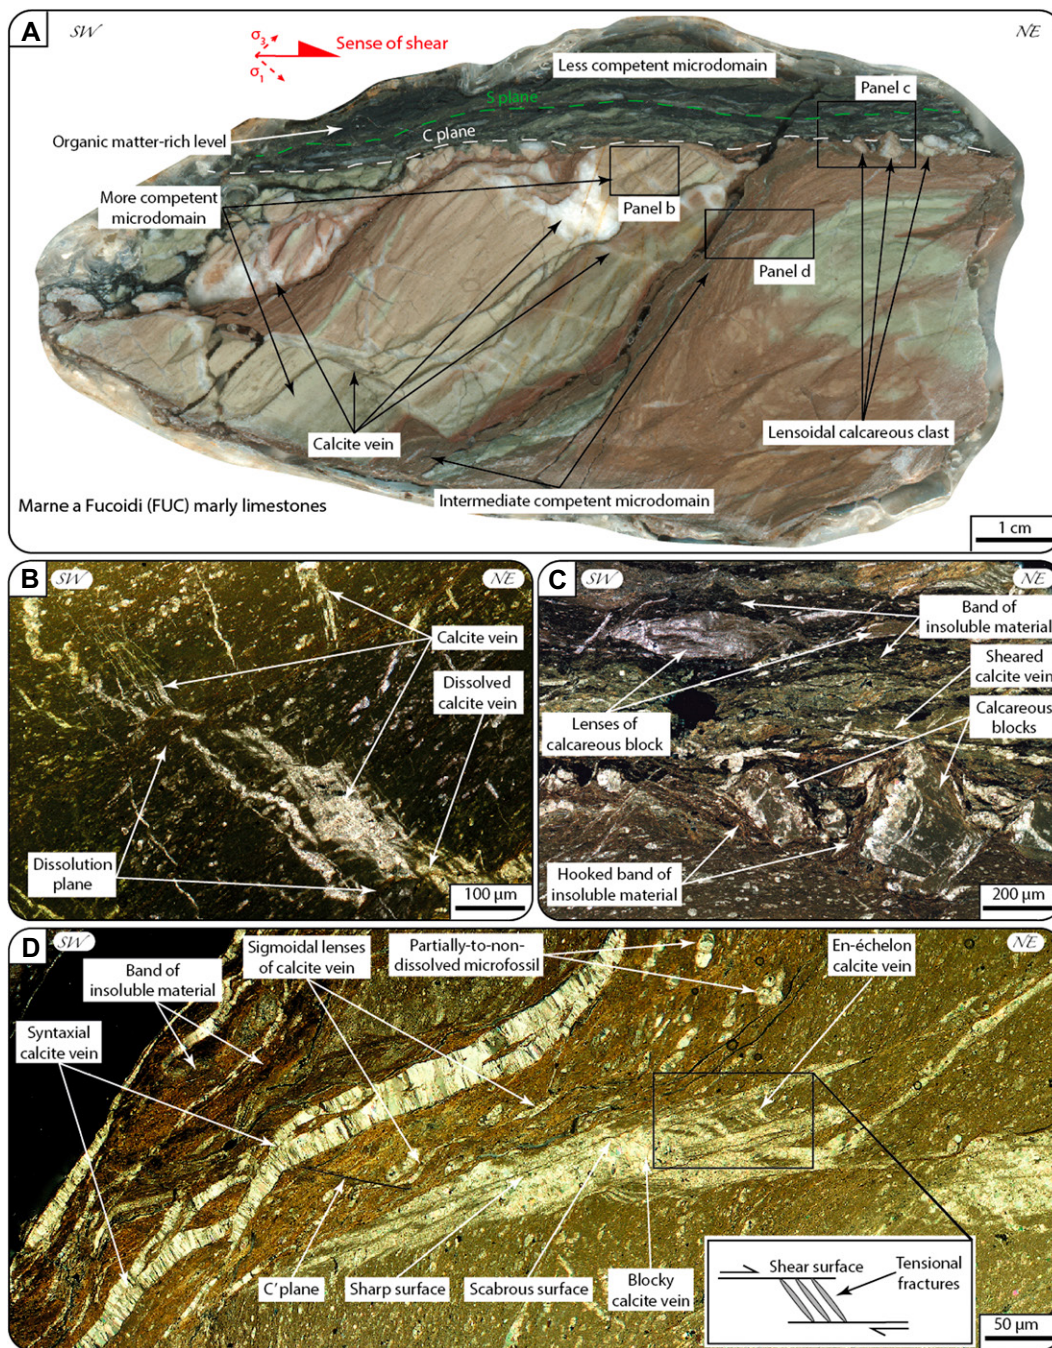 A
SW
NE
σ3
σ1
Sense of shear
Less competent microdomain
S plane
Panel c
Organic matter-rich level
C plane
More competent
microdomain
Panel b
Panel d
Calcite vein
Lensoidal calcareous clast
Intermediate competent microdomain
Marne a Fucoidi (FUC) marly limestones
1 cm
B
SW
NE
Calcite vein
Dissolved
calcite vein
Dissolution
plane
100 µm
C
SW
NE
Band of
insoluble material
Sheared
calcite vein
Calcareous
blocks
Lenses of
calcareous block
Hooked band of
insoluble material
200 µm
D
SW
NE
Band of
insoluble material
Sigmoidal lenses
of calcite vein
Partially-to-non-
dissolved microfossil
En-échelon
calcite vein
Syntaxial
calcite vein
C' plane
Sharp surface
Scabrous surface
Blocky
calcite vein
Shear surface
Tensional
fractures
50 µm